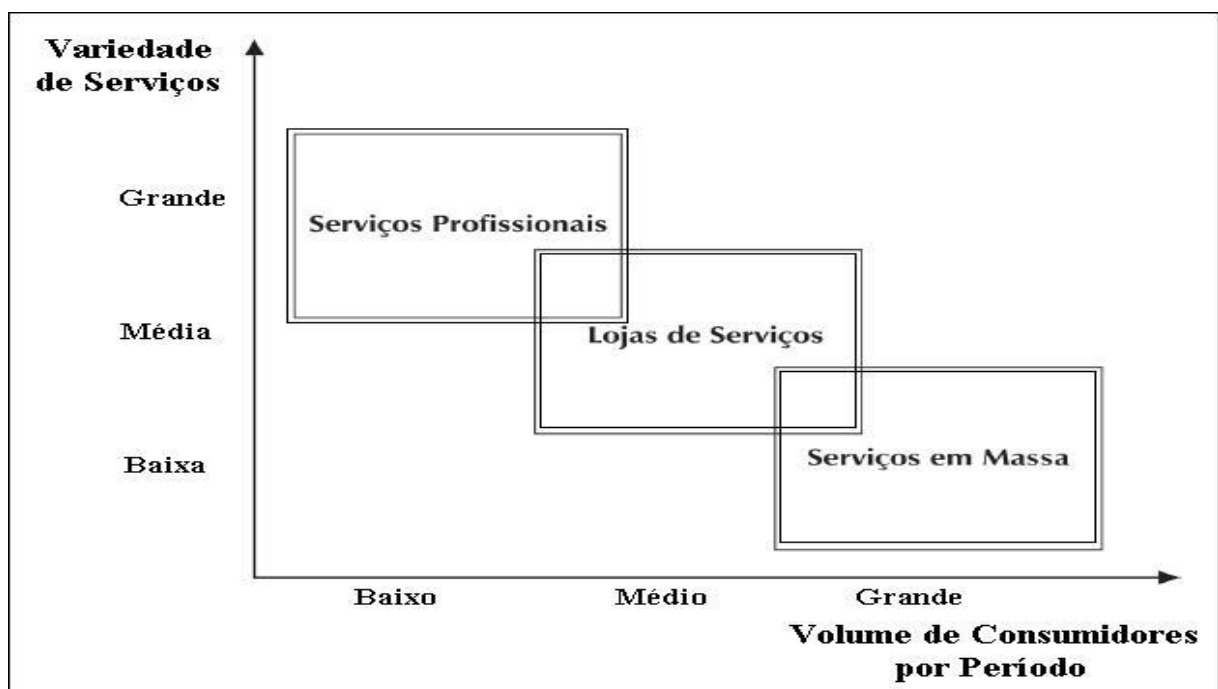 Variedade
de Serviços
Grande
Serviços Profissionais
Média
Lojas de Serviços
Baixa
Serviços em Massa
Baixo Médio Grande
Volume de Consumidores
por Período